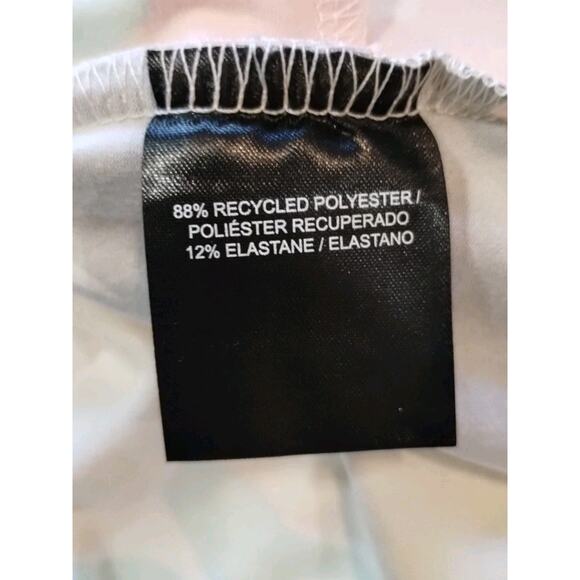 88% RECYCLED POLYESTER /
POLIÉSTER RECUPERADO
12% ELASTANE / ELASTANO